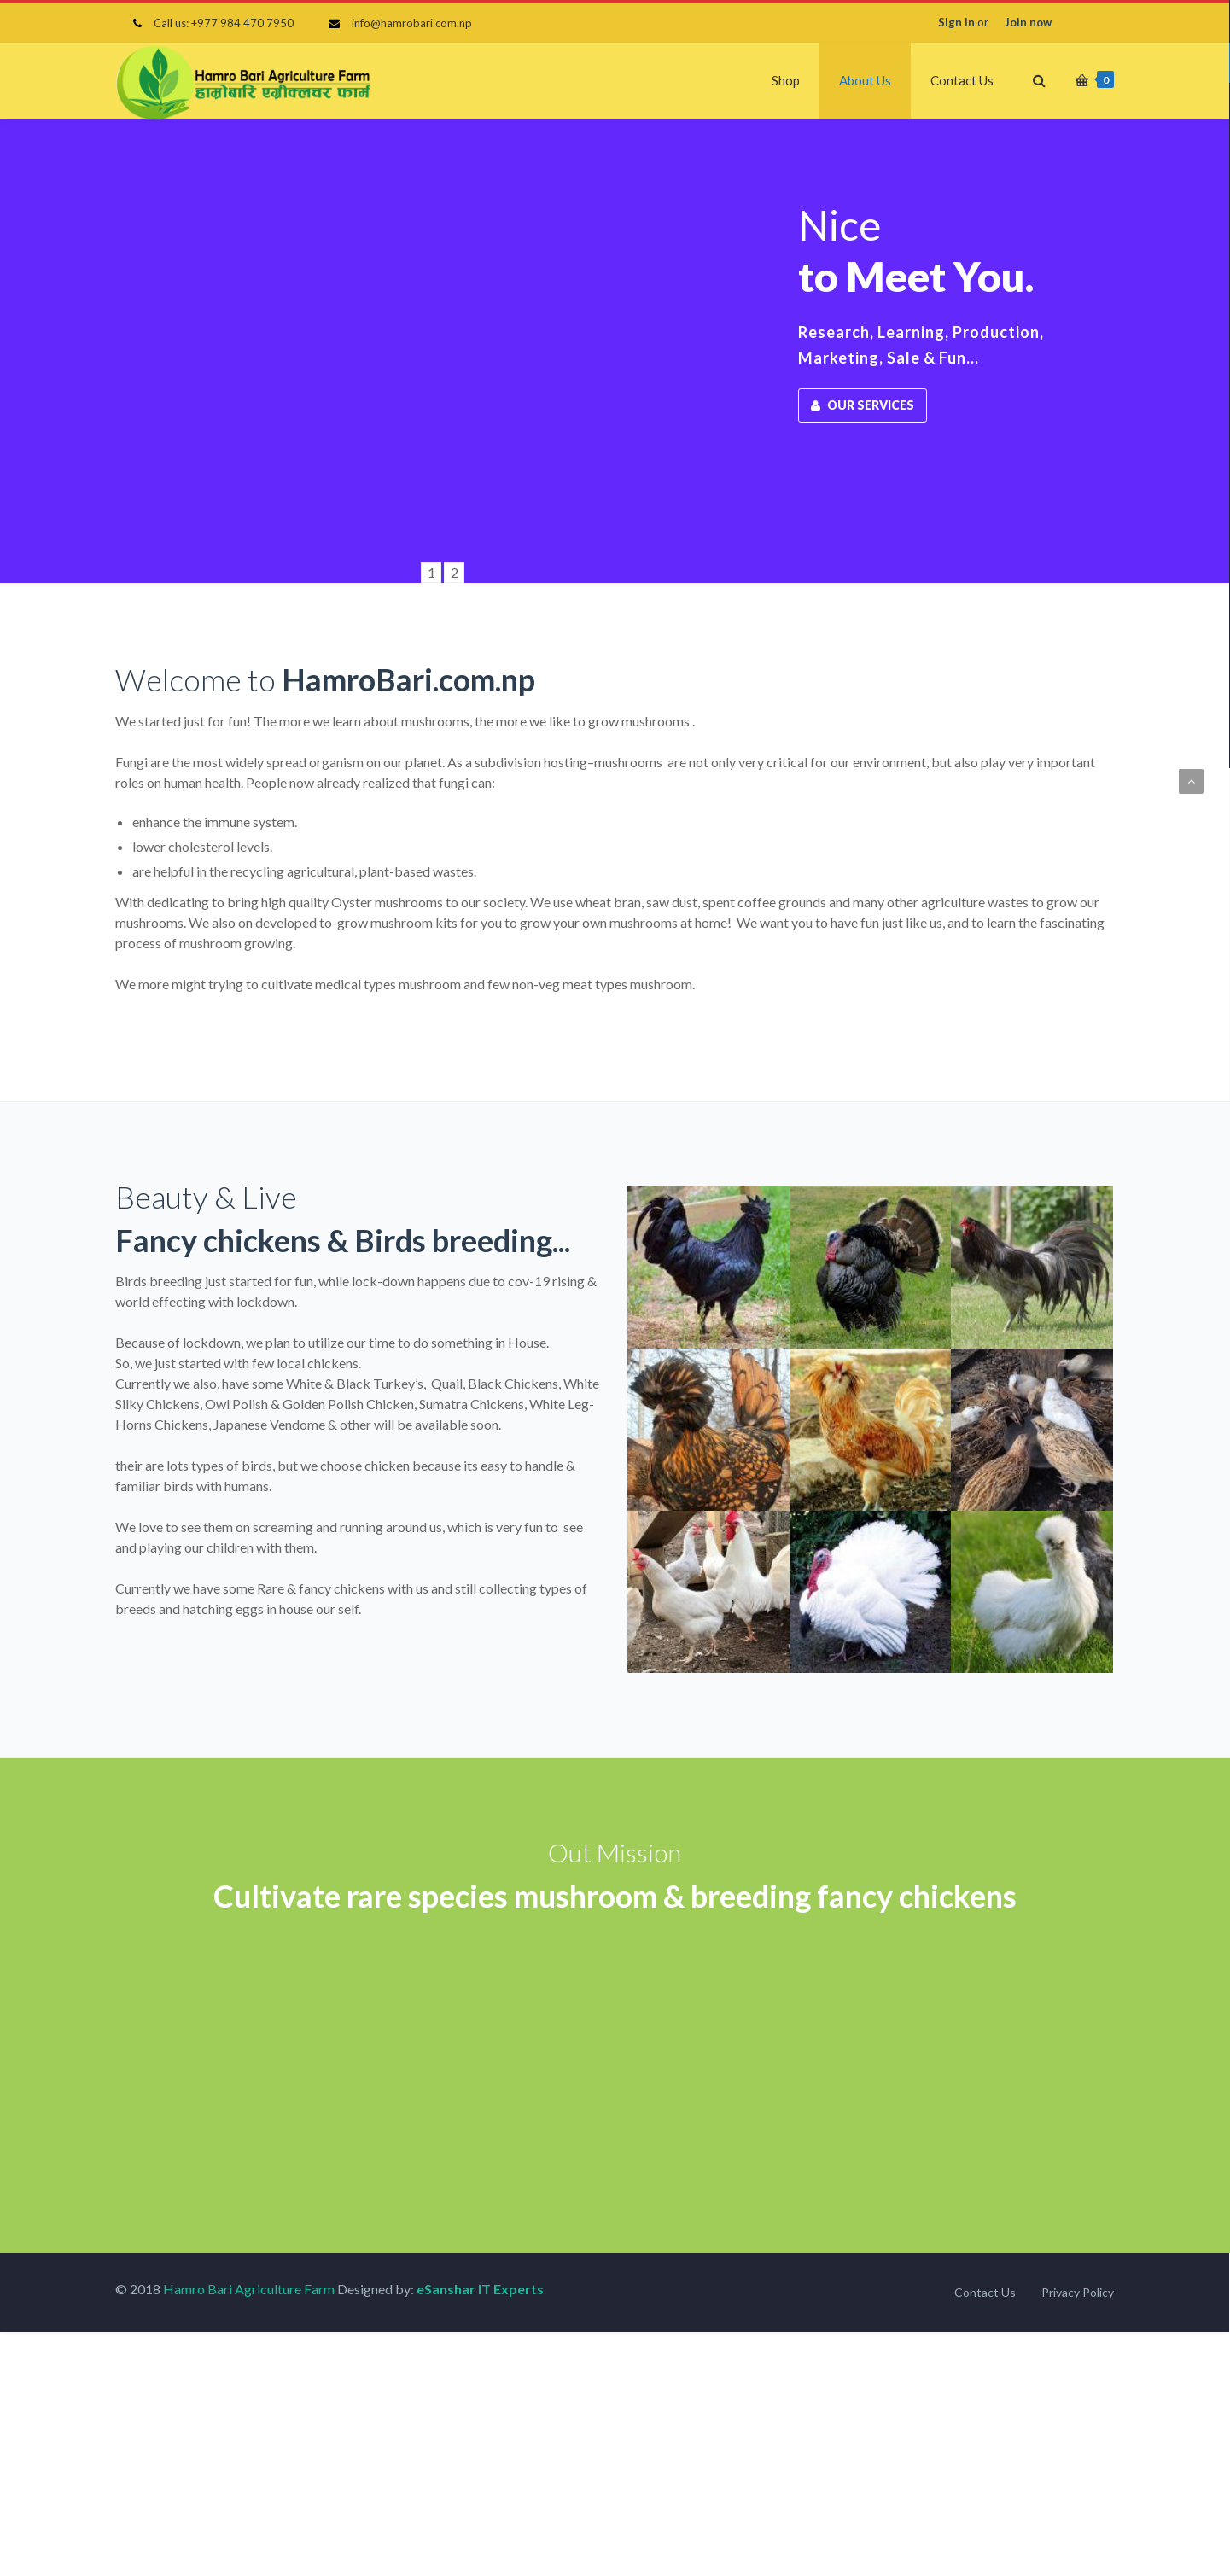 Call us: +977 984 470 7950
info@hamrobari.com.np
Sign in or Join now
Hamro Bari Agriculture Farm
हाम्रोबारि एग्रीक्लचर फार्म
Shop
About Us
Contact Us
0
Nice
to Meet You.
Research, Learning, Production,
Marketing, Sale & Fun...
OUR SERVICES
1 2
Welcome to HamroBari.com.np
We started just for fun! The more we learn about mushrooms, the more we like to grow mushrooms .
Fungi are the most widely spread organism on our planet. As a subdivision hosting–mushrooms are not only very critical for our environment, but also play very important
roles on human health. People now already realized that fungi can:
• enhance the immune system.
• lower cholesterol levels.
• are helpful in the recycling agricultural, plant-based wastes.
With dedicating to bring high quality Oyster mushrooms to our society. We use wheat bran, saw dust, spent coffee grounds and many other agriculture wastes to grow our
mushrooms. We also on developed to-grow mushroom kits for you to grow your own mushrooms at home! We want you to have fun just like us, and to learn the fascinating
process of mushroom growing.
We more might trying to cultivate medical types mushroom and few non-veg meat types mushroom.
Beauty & Live
Fancy chickens & Birds breeding...
Birds breeding just started for fun, while lock-down happens due to cov-19 rising &
world effecting with lockdown.
Because of lockdown, we plan to utilize our time to do something in House.
So, we just started with few local chickens.
Currently we also, have some White & Black Turkey's, Quail, Black Chickens, White
Silky Chickens, Owl Polish & Golden Polish Chicken, Sumatra Chickens, White Leg-
Horns Chickens, Japanese Vendome & other will be available soon.
their are lots types of birds, but we choose chicken because its easy to handle &
familiar birds with humans.
We love to see them on screaming and running around us, which is very fun to see
and playing our children with them.
Currently we have some Rare & fancy chickens with us and still collecting types of
breeds and hatching eggs in house our self.
Out Mission
Cultivate rare species mushroom & breeding fancy chickens
© 2018 Hamro Bari Agriculture Farm Designed by: eSanshar IT Experts
Contact Us
Privacy Policy